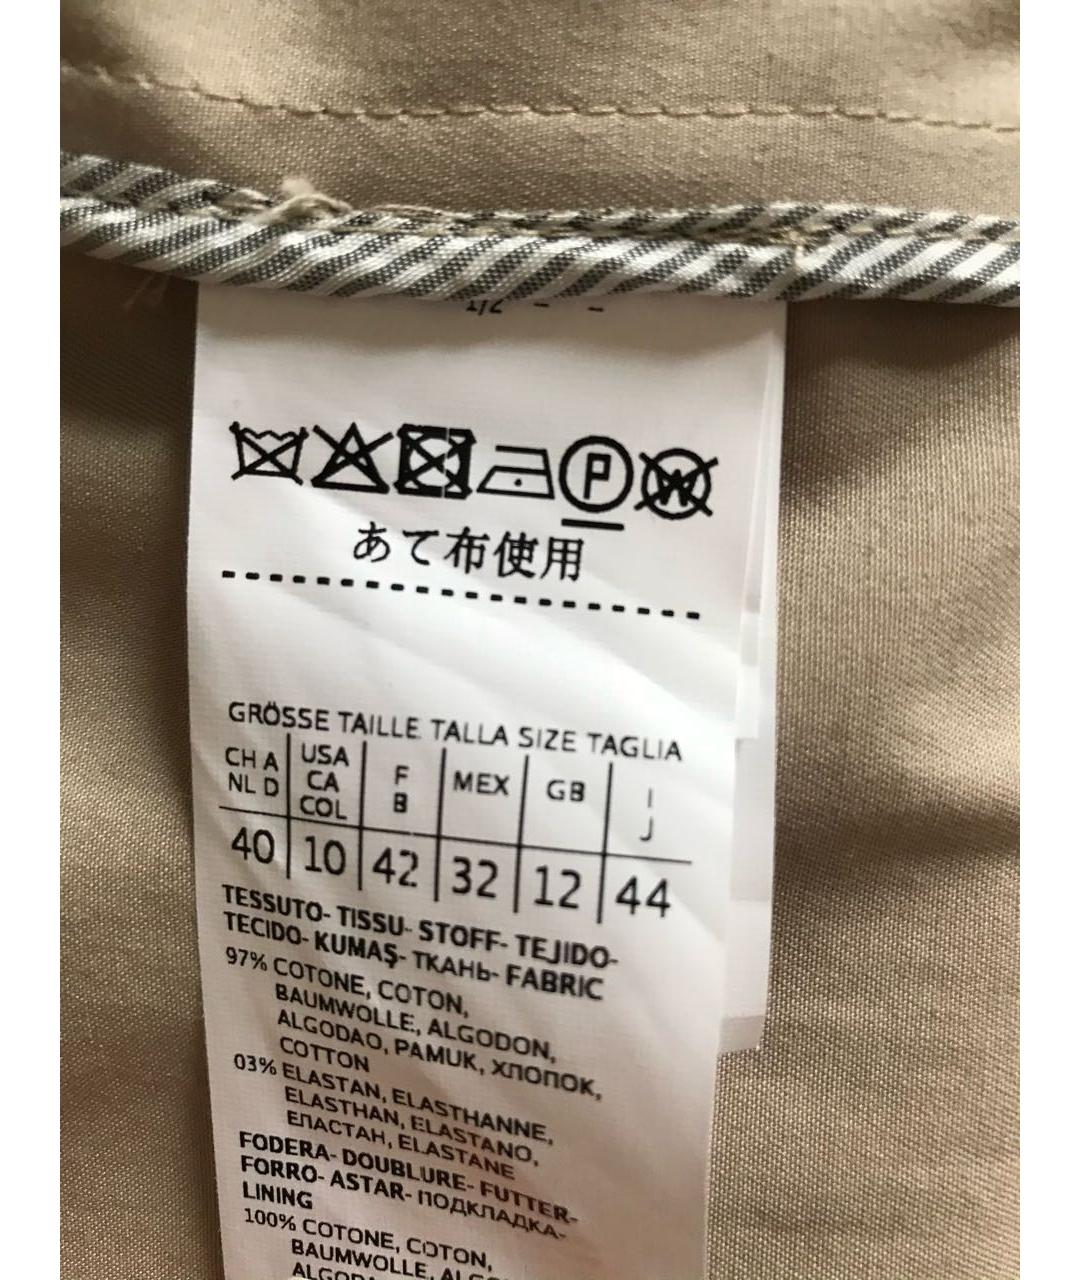 1/2 - -
P W
あて布使用
GRÖSSE TAILLE TALLA SIZE TAGLIA
CH A NL D | USA CA COL | F B | MEX | GB | I J
40 | 10 | 42 | 32 | 12 | 44
TESSUTO- TISSU- STOFF- TEJIDO-
TECIDO- KUMAŞ- ТКАНЬ- FABRIC
97% COTONE, COTON,
BAUMWOLLE, ALGODON,
ALGODAO, PAMUK, ХЛОПОК,
COTTON
03% ELASTAN, ELASTHANNE,
ELASTHAN, ELASTANO,
ЕПАСТАН, ELASTANE
FODERA- DOUBLURE- FUTTER-
FORRO- ASTAR- ПОДКЛАДКА-
LINING
100% COTONE, COTON,
BAUMWOLLE,